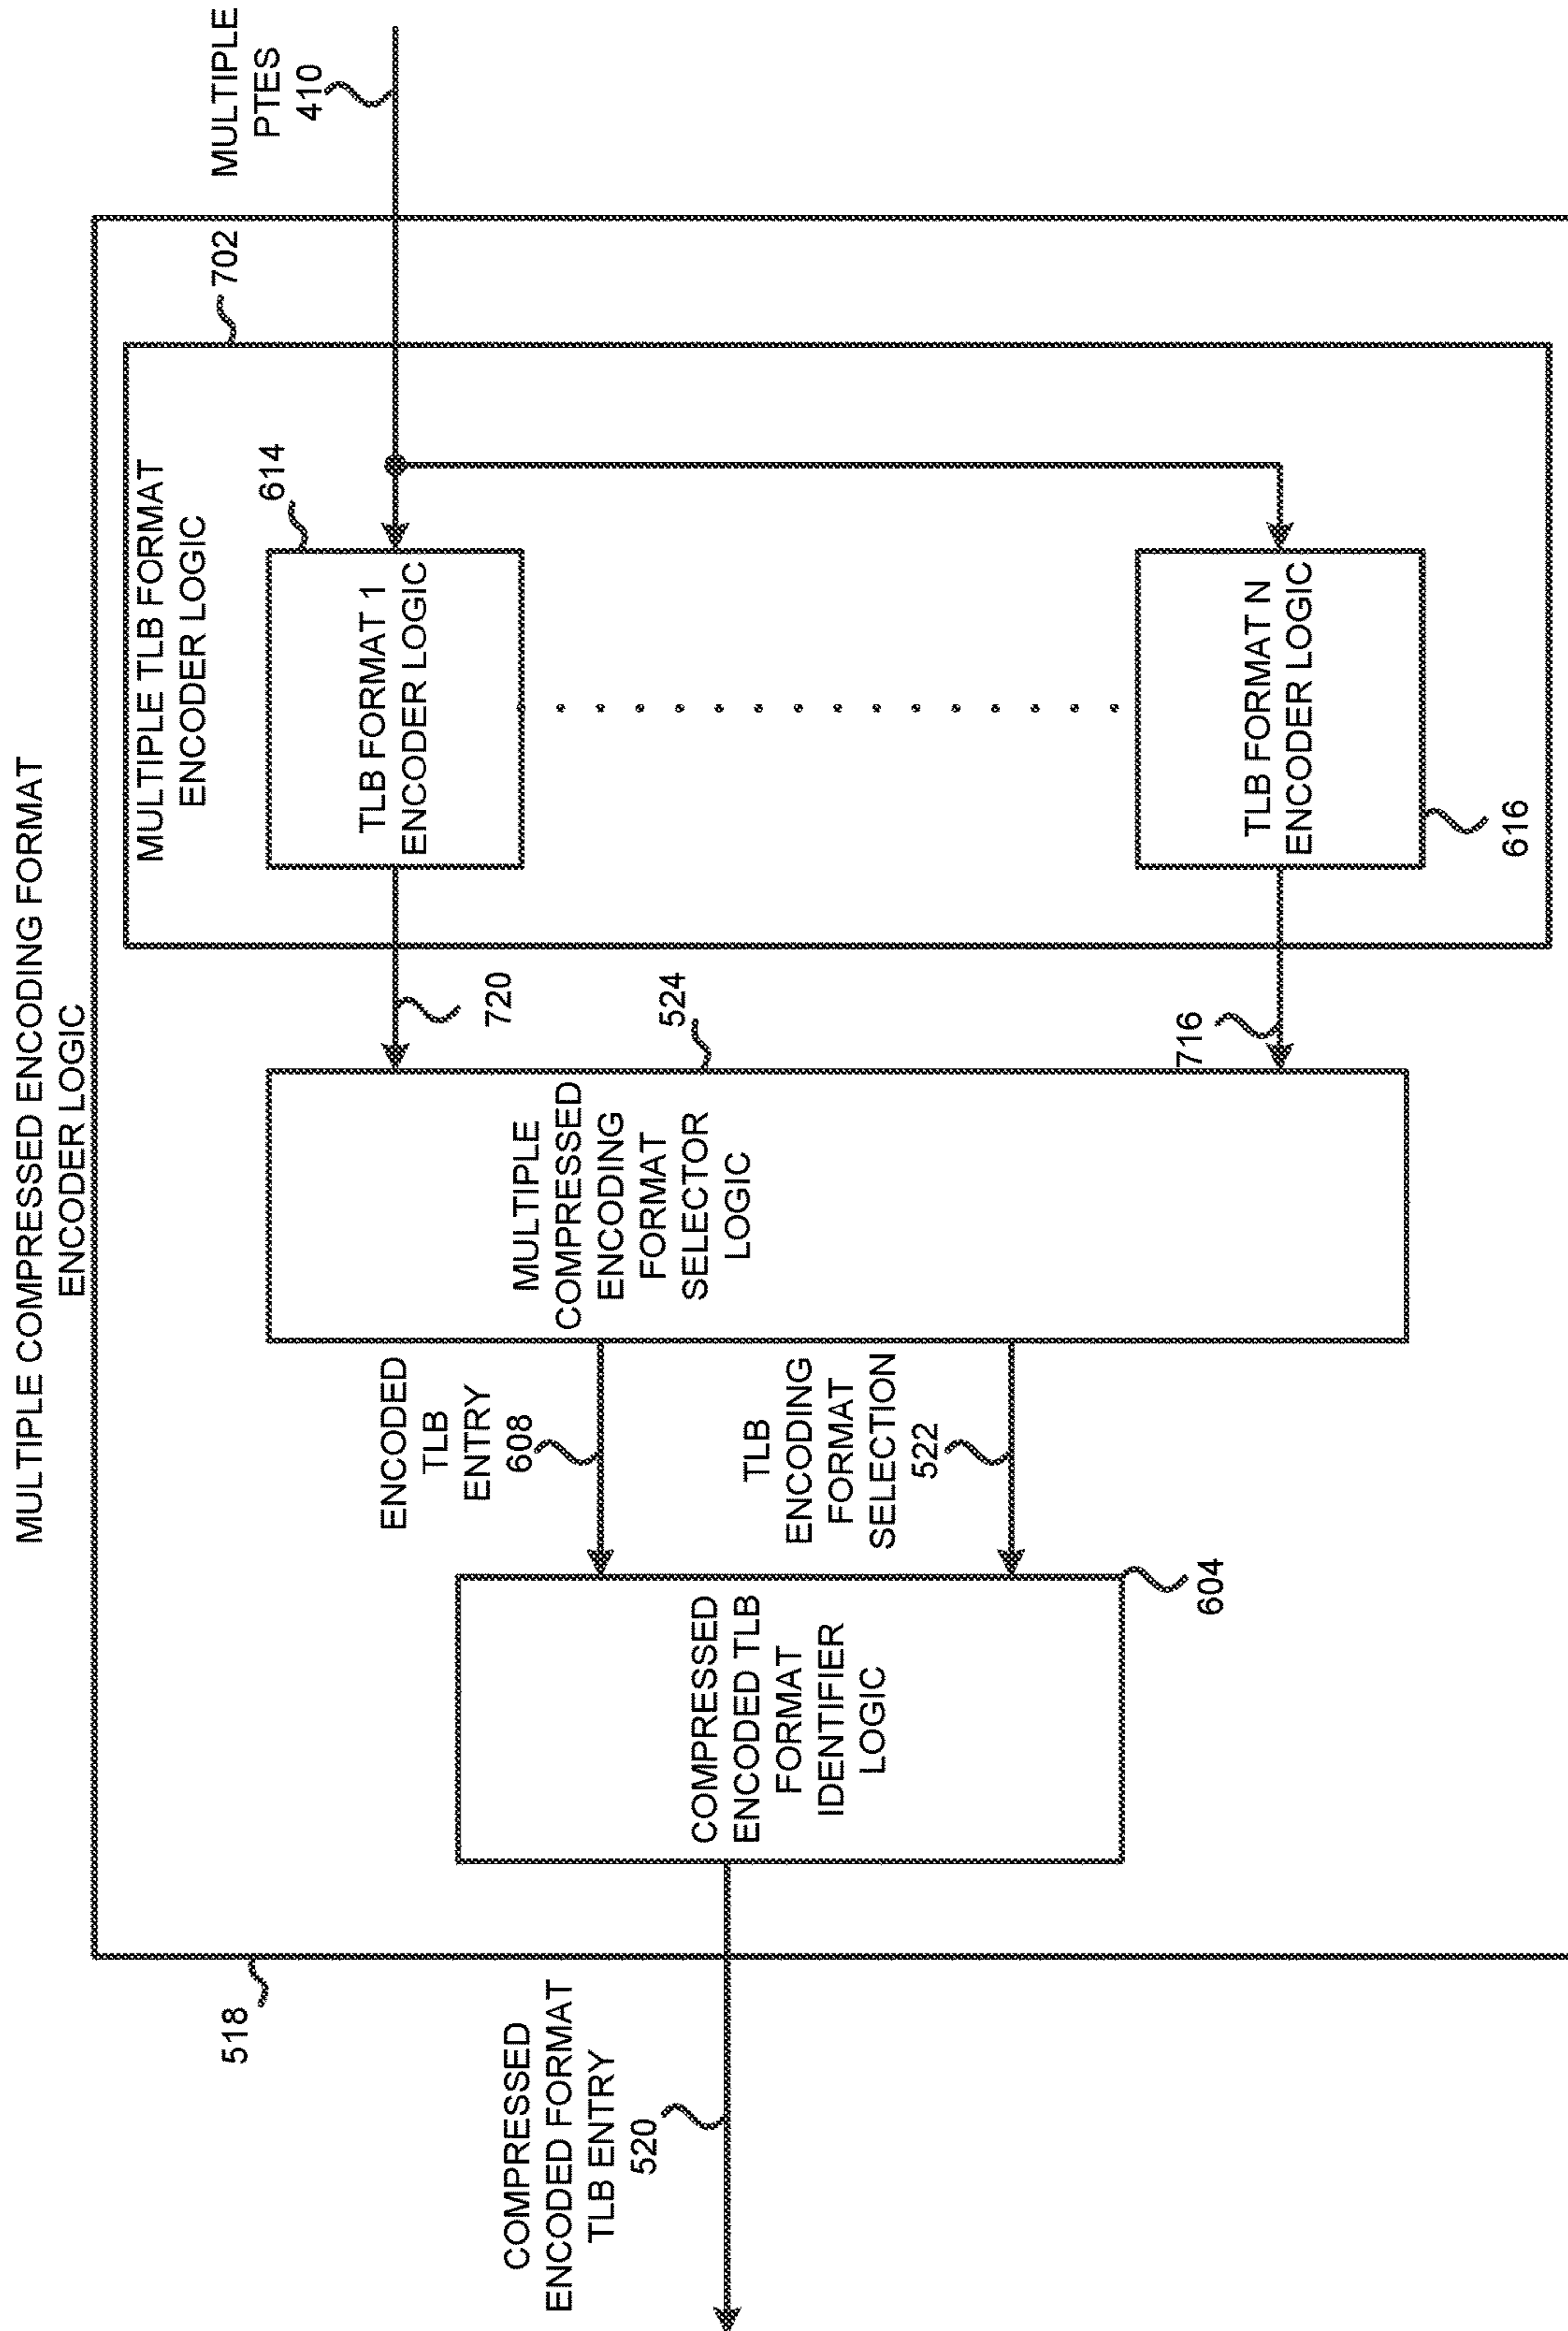 MULTIPLE COMPRESSED ENCODING FORMAT
ENCODER LOGIC
518
COMPRESSED
ENCODED FORMAT
TLB ENTRY
520
COMPRESSED
ENCODED TLB
FORMAT
IDENTIFIER
LOGIC
604
ENCODED
TLB
ENTRY
608
TLB
ENCODING
FORMAT
SELECTION
522
MULTIPLE
COMPRESSED
ENCODING
FORMAT
SELECTOR
LOGIC
524
720
716
MULTIPLE TLB FORMAT
ENCODER LOGIC
702
TLB FORMAT 1
ENCODER LOGIC
614
TLB FORMAT N
ENCODER LOGIC
616
MULTIPLE
PTES
410